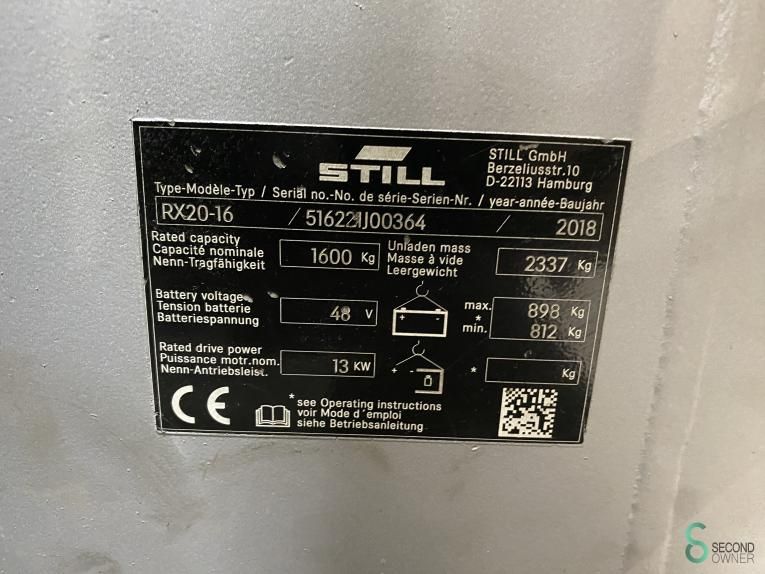 STILL
STILL GmbH
Berzeliusstr.10
D-22113 Hamburg
Type-Modèle-Typ / Serial no.-No. de série-Serien-Nr. / year-année-Baujahr
RX20-16 / 516221J00364 / 2018
Rated capacity
Capacité nominale
Nenn-Tragfähigkeit
1600 Kg
Unladen mass
Masse à vide
Leergewicht
2337 Kg
Battery voltage
Tension batterie
Batteriespannung
48 V
+ -
max. 898 Kg
*
min. 812 Kg
Rated drive power
Puissance motr.nom.
Nenn-Antriebsleist.
13 KW
+ -
* Kg
CE
* see Operating instructions
voir Mode d´emploi
siehe Betriebsanleitung
SECOND
OWNER